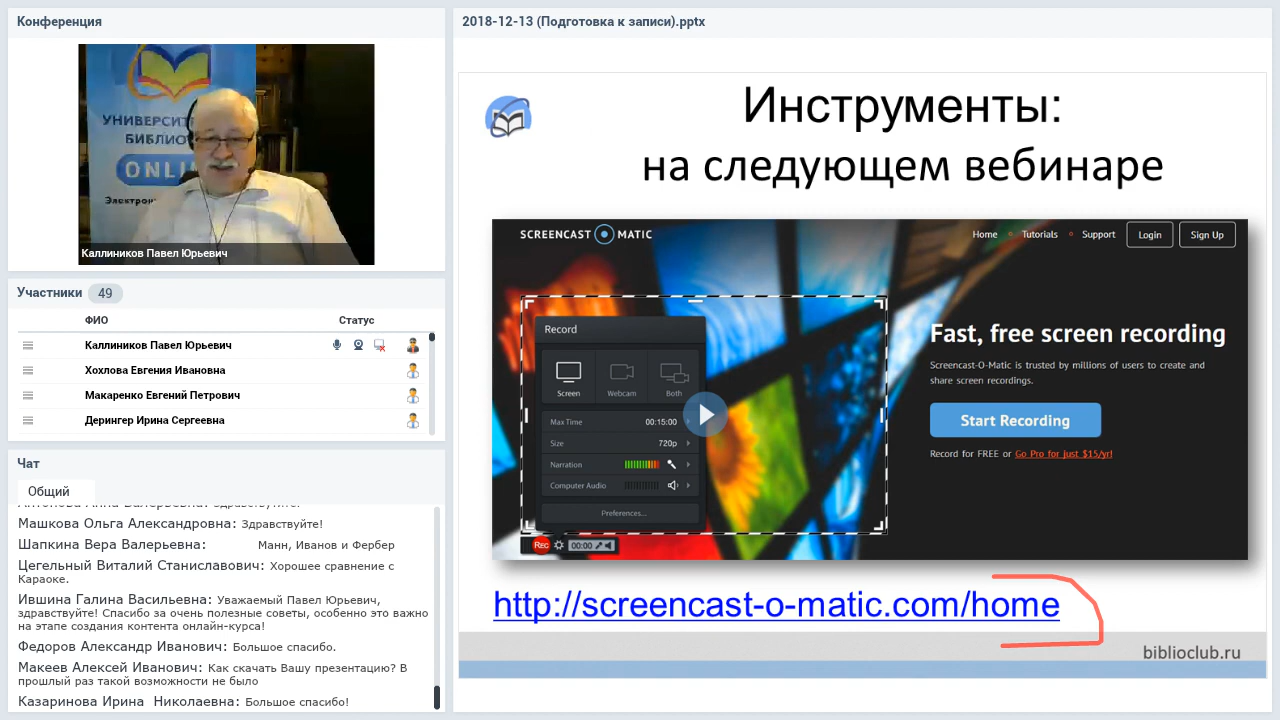 Конференция
УНИВЕРСИТ
БИБЛИО
ONLI
Каллиников Павел Юрьевич
Участники 49
ФИО Статус
Каллиников Павел Юрьевич
Хохлова Евгения Ивановна
Макаренко Евгений Петрович
Дерингер Ирина Сергеевна
Чат
Общий
Машкова Ольга Александровна: Здравствуйте!
Шапкина Вера Валерьевна: Манн, Иванов и Фербер
Цегельный Виталий Станиславович: Хорошее сравнение с
Караоке.
Ившина Галина Васильевна: Уважаемый Павел Юрьевич,
здравствуйте! Спасибо за очень полезные советы, особенно это важно
на этапе создания контента онлайн-курса!
Федоров Александр Иванович: Большое спасибо.
Макеев Алексей Иванович: Как скачать Вашу презентацию? В
прошлый раз такой возможности не было
Казаринова Ирина Николаевна: Большое спасибо!
2018-12-13 (Подготовка к записи).pptx
Инструменты:
на следующем вебинаре
SCREENCAST MATIC
Home Tutorials Support Login Sign Up
Record
Screen Webcam Both
Max Time 00:15:00
Size 720p
Narration
Computer Audio
Preferences...
Rec 00:00
Fast, free screen recording
Screencast-O-Matic is trusted by millions of users to create and
share screen recordings.
Start Recording
Record for FREE or Go Pro for just $15/yr!
http://screencast-o-matic.com/home
biblioclub.ru